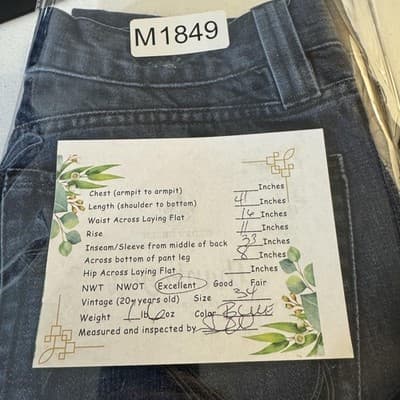 M1849
Chest (armpit to armpit) Inches
Length (shoulder to bottom) 41 Inches
Waist Across Laying Flat 16 Inches
Rise 11 Inches
Inseam/Sleeve from middle of back 33 Inches
Across bottom of pant leg 8 Inches
Hip Across Laying Flat Inches
NWT NWOT Excellent Good Fair
Vintage (20+ years old) Size 34
Weight 1 lb 6 oz Color BLUE
Measured and inspected by